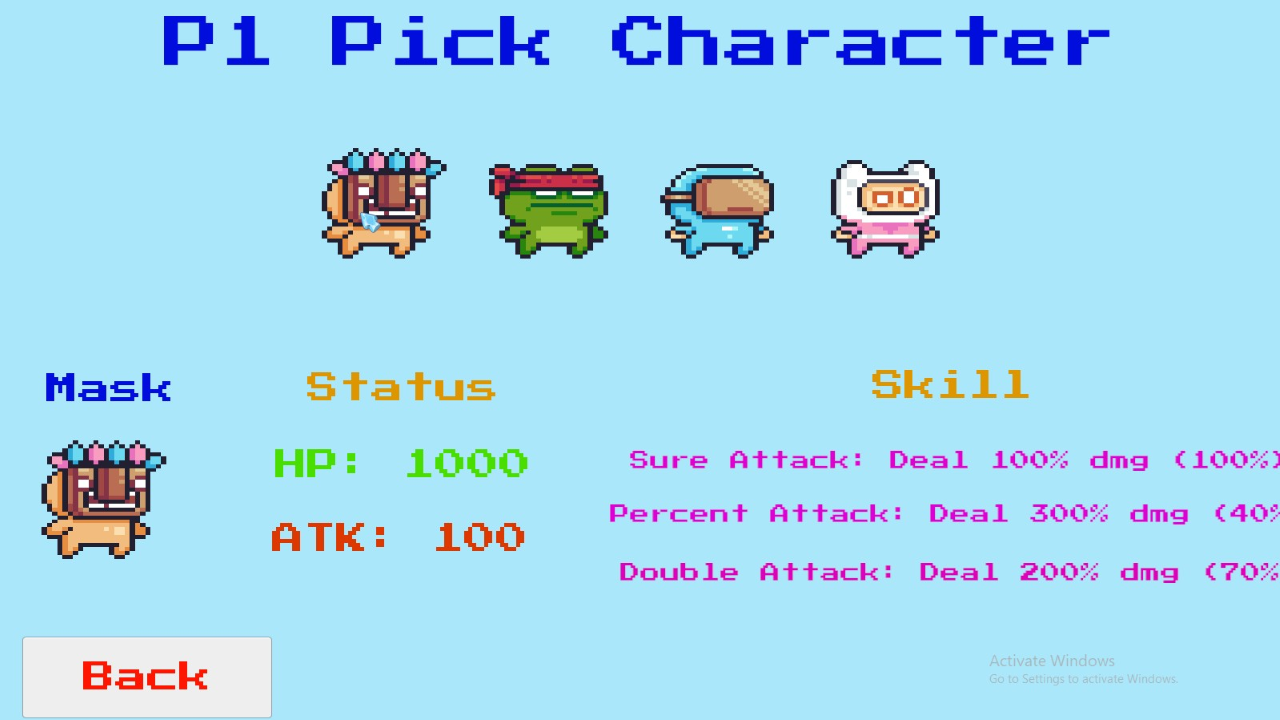 P1 Pick Character
Mask
Status
Skill
HP: 1000
ATK: 100
Sure Attack: Deal 100% dmg (100%)
Percent Attack: Deal 300% dmg (40%
Double Attack: Deal 200% dmg (70%
Back
Activate Windows
Go to Settings to activate Windows.